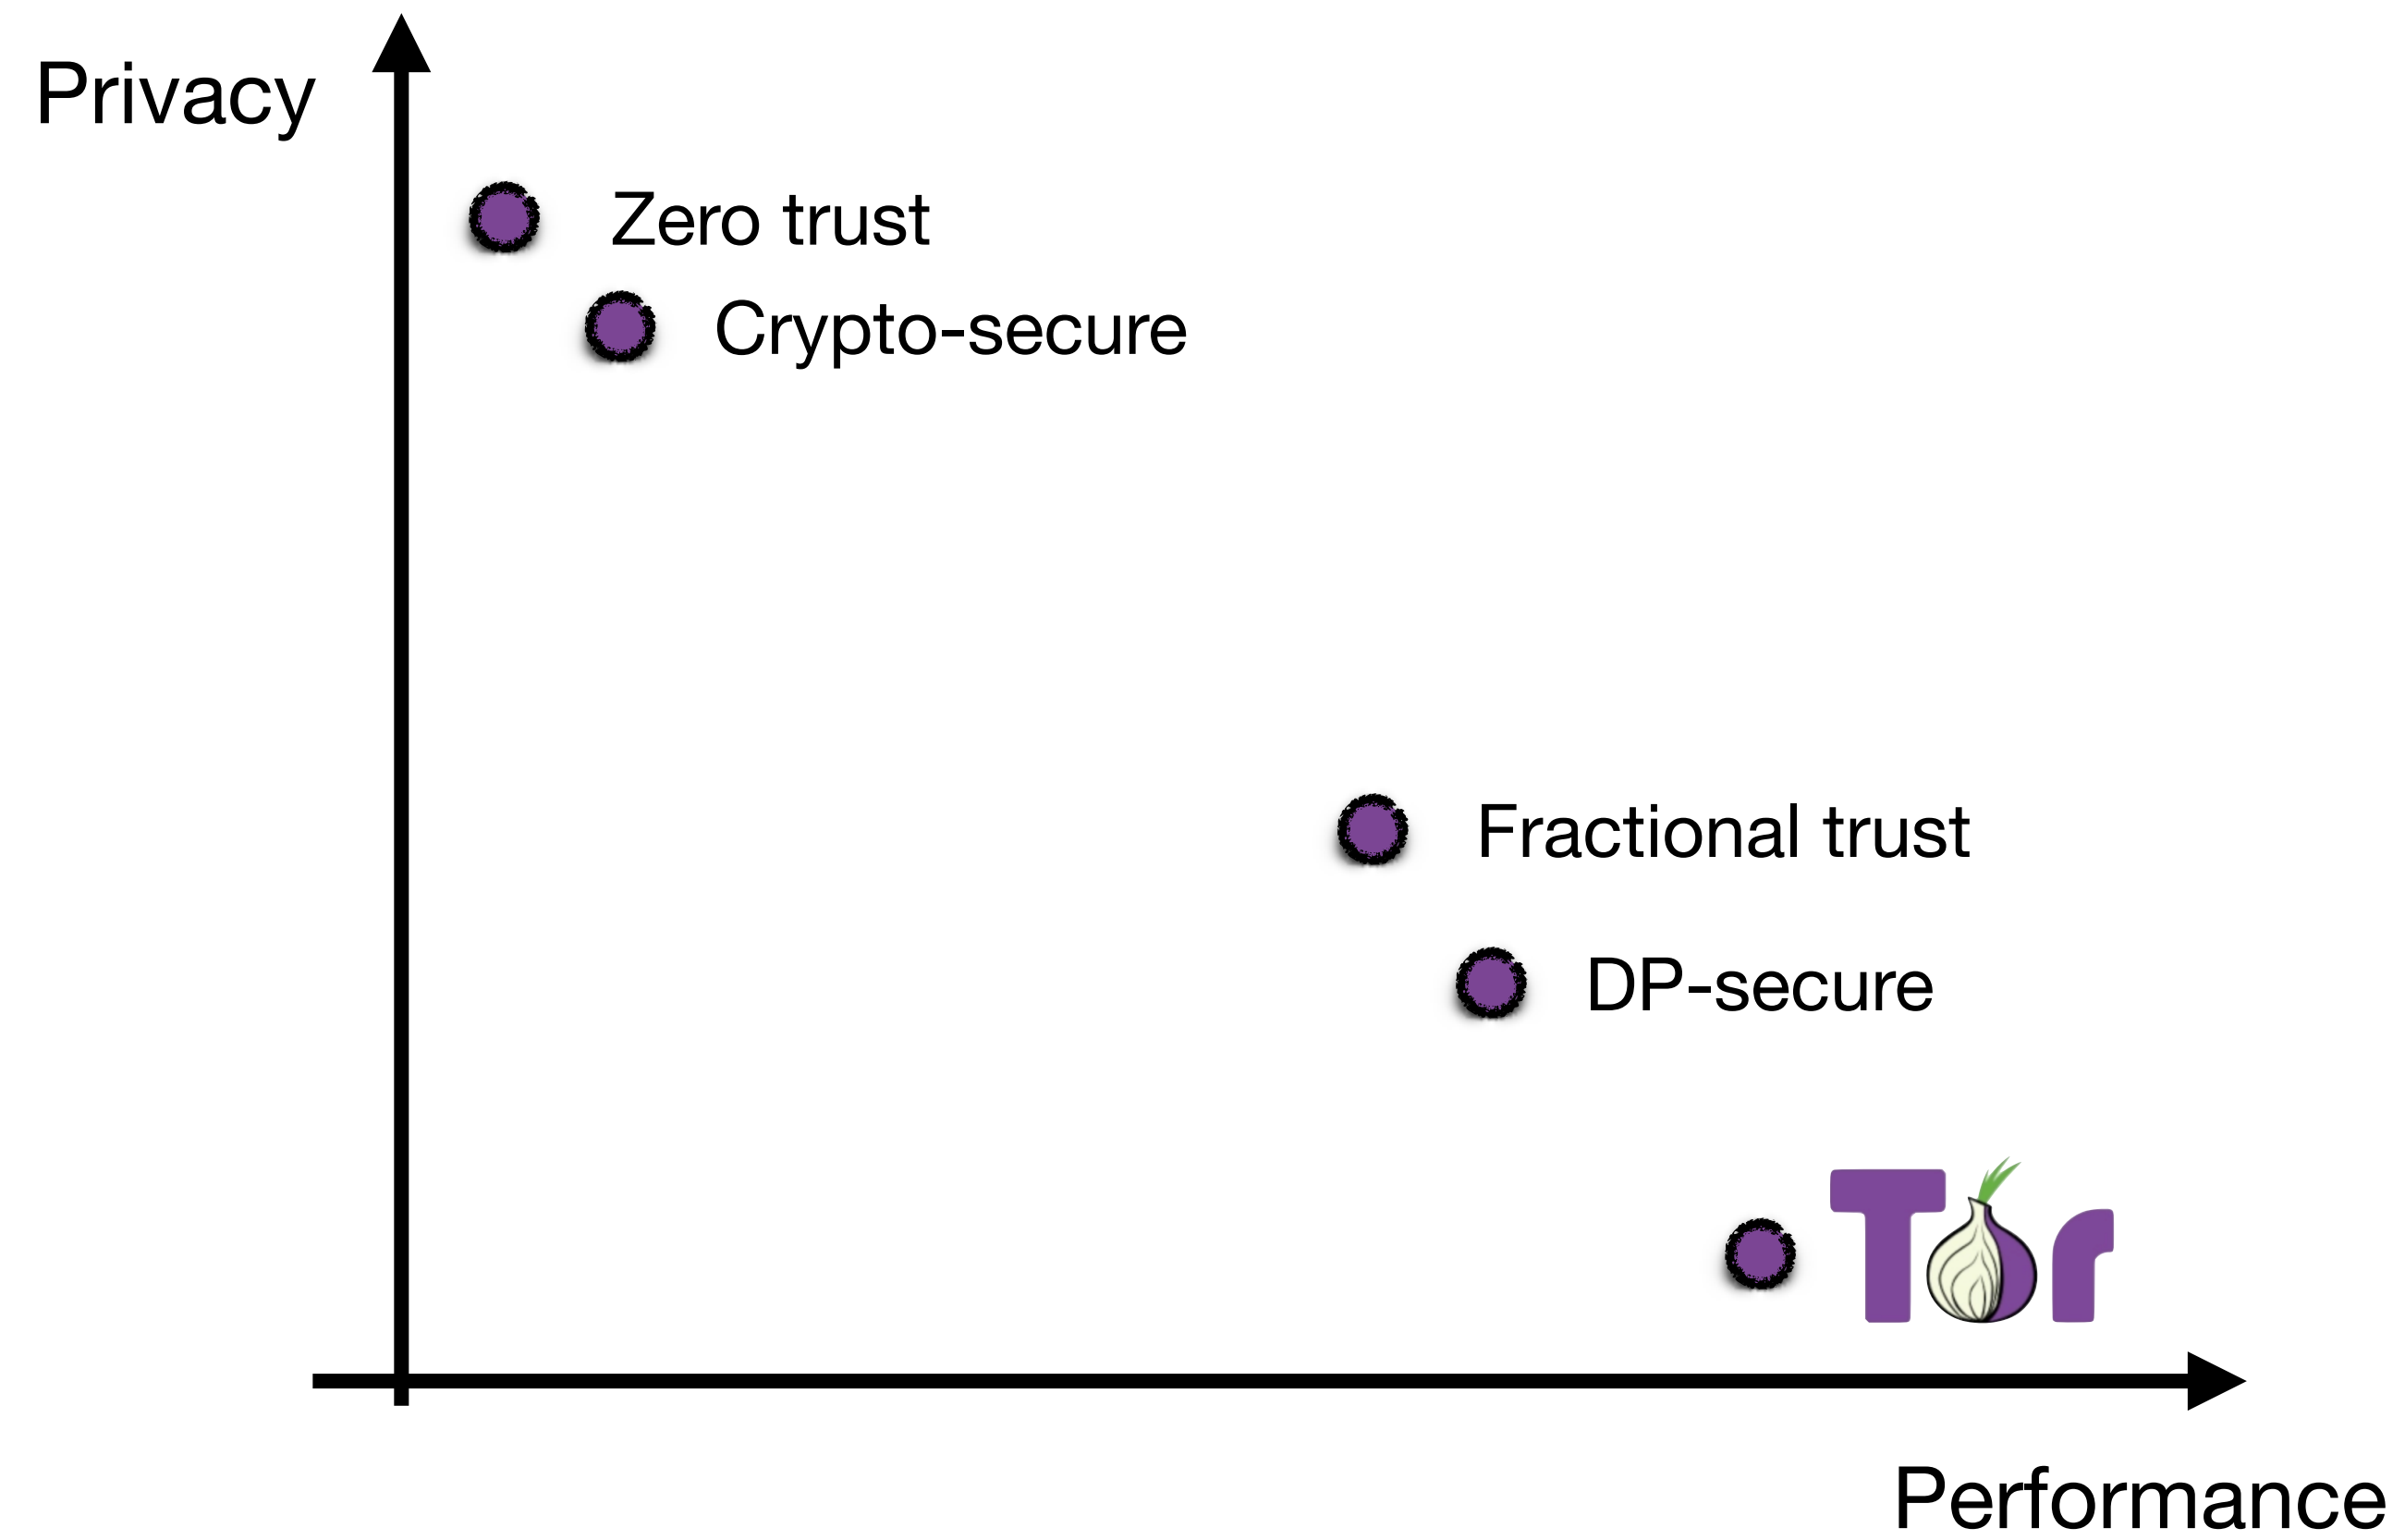 Privacy
Zero trust
Crypto-secure
Fractional trust
DP-secure
Tor
Performance